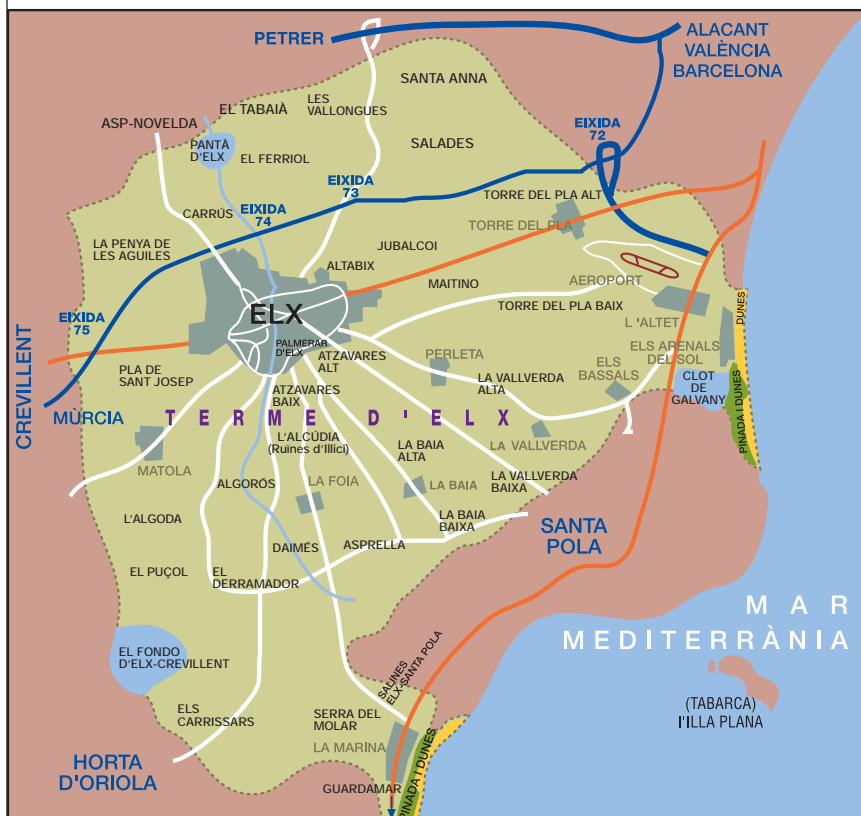 PETRER
ALACANT
VALÈNCIA
BARCELONA
SANTA ANNA
EL TABAIÀ
LES
VALLONGUES
ASP-NOVELDA
EIXIDA
72
PANTÀ
D'ELX
EL FERRIOL
SALADES
EIXIDA
73
EIXIDA
74
TORRE DEL PLA ALT
CARRÚS
TORRE DEL PLA
LA PENYA DE
LES AGUILES
JUBALCOI
ALTABIX
MAITINO
AEROPORT
TORRE DEL PLA BAIX
DUNES
EIXIDA
75
ELX
L'ALTET
PALMERAR
D'ELX
ATZAVARES
ALT
PERLETA
ELS ARENALS
DEL SOL
ELS
BASSALS
CREVILLENT
PLA DE
SANT JOSEP
LA VALLVERDA
ALTA
CLOT
DE
GALVANY
ATZAVARES
BAIX
MÚRCIA
TERME D'ELX
PINADA I DUNES
L'ALCÚDIA
(Ruïnes d'Illici)
LA BAIA
ALTA
LA VALLVERDA
MATOLA
ALGORÓS
LA FOIA
LA BAIA
LA VALLVERDA
BAIXA
L'ALGODA
LA BAIA
BAIXA
SANTA
POLA
DAIMÉS
ASPRELLA
EL PUÇOL
EL
DERRAMADOR
MAR
MEDITERRÀNIA
EL FONDO
D'ELX-CREVILLENT
SALINES
ELX-SANTA POLA
(TABARCA)
I'ILLA PLANA
ELS
CARRISSARS
SERRA DEL
MOLAR
LA MARINA
HORTA
D'ORIOLA
GUARDAMAR
PINADA I DUNES